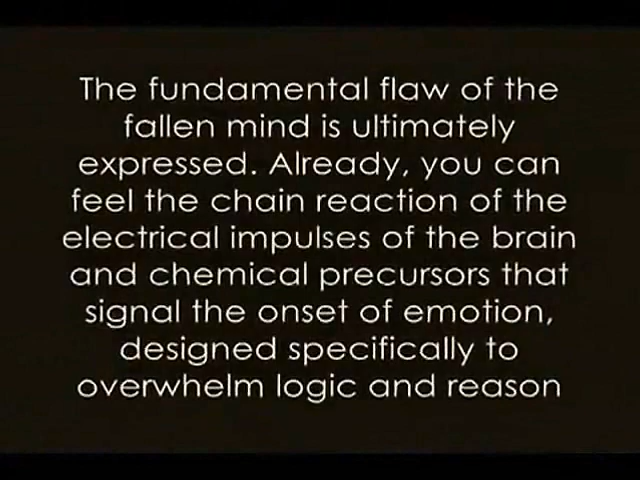 The fundamental flaw of the
fallen mind is ultimately
expressed. Already, you can
feel the chain reaction of the
electrical impulses of the brain
and chemical precursors that
signal the onset of emotion,
designed specifically to
overwhelm logic and reason